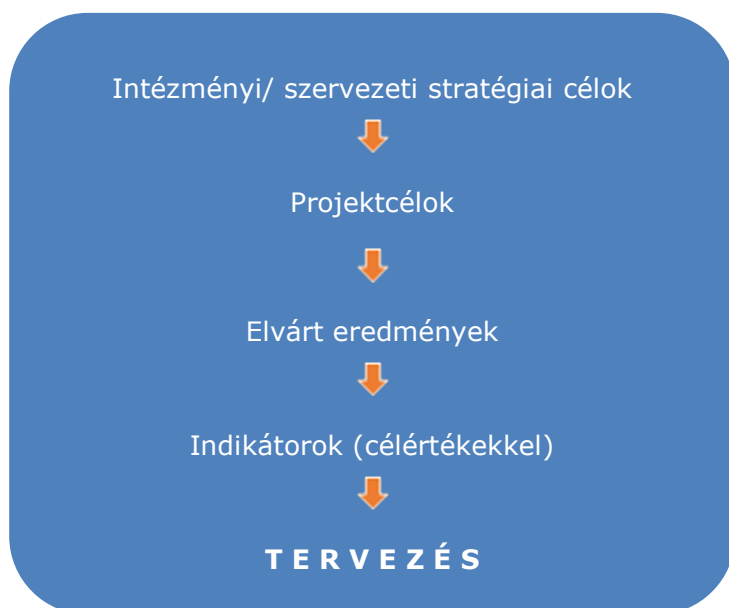 Intézményi/ szervezeti stratégiai célok
Projektcélok
Elvárt eredmények
Indikátorok (célértékekkel)
T E R V E Z É S